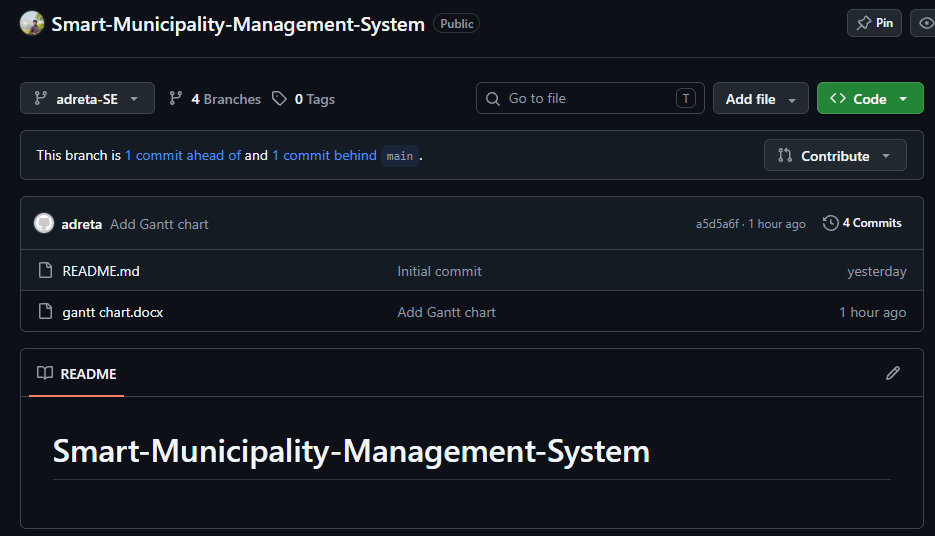 Smart-Municipality-Management-System Public Pin
adreta-SE 4 Branches 0 Tags Go to file T Add file Code
This branch is 1 commit ahead of and 1 commit behind main .
Contribute
adreta Add Gantt chart a5d5a6f · 1 hour ago 4 Commits
README.md Initial commit yesterday
gantt chart.docx Add Gantt chart 1 hour ago
README
Smart-Municipality-Management-System